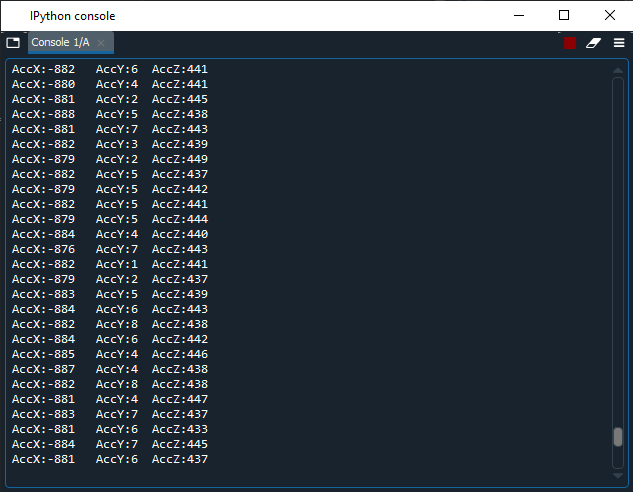 IPython console
Console 1/A
AccX:-882 AccY:6 AccZ:441
AccX:-880 AccY:4 AccZ:441
AccX:-881 AccY:2 AccZ:445
AccX:-888 AccY:5 AccZ:438
AccX:-881 AccY:7 AccZ:443
AccX:-882 AccY:3 AccZ:439
AccX:-879 AccY:2 AccZ:449
AccX:-882 AccY:5 AccZ:437
AccX:-879 AccY:5 AccZ:442
AccX:-882 AccY:5 AccZ:441
AccX:-879 AccY:5 AccZ:444
AccX:-884 AccY:4 AccZ:440
AccX:-876 AccY:7 AccZ:443
AccX:-882 AccY:1 AccZ:441
AccX:-879 AccY:2 AccZ:437
AccX:-883 AccY:5 AccZ:439
AccX:-884 AccY:6 AccZ:443
AccX:-882 AccY:8 AccZ:438
AccX:-884 AccY:6 AccZ:442
AccX:-885 AccY:4 AccZ:446
AccX:-887 AccY:4 AccZ:438
AccX:-882 AccY:8 AccZ:438
AccX:-881 AccY:4 AccZ:447
AccX:-883 AccY:7 AccZ:437
AccX:-881 AccY:6 AccZ:433
AccX:-884 AccY:7 AccZ:445
AccX:-881 AccY:6 AccZ:437